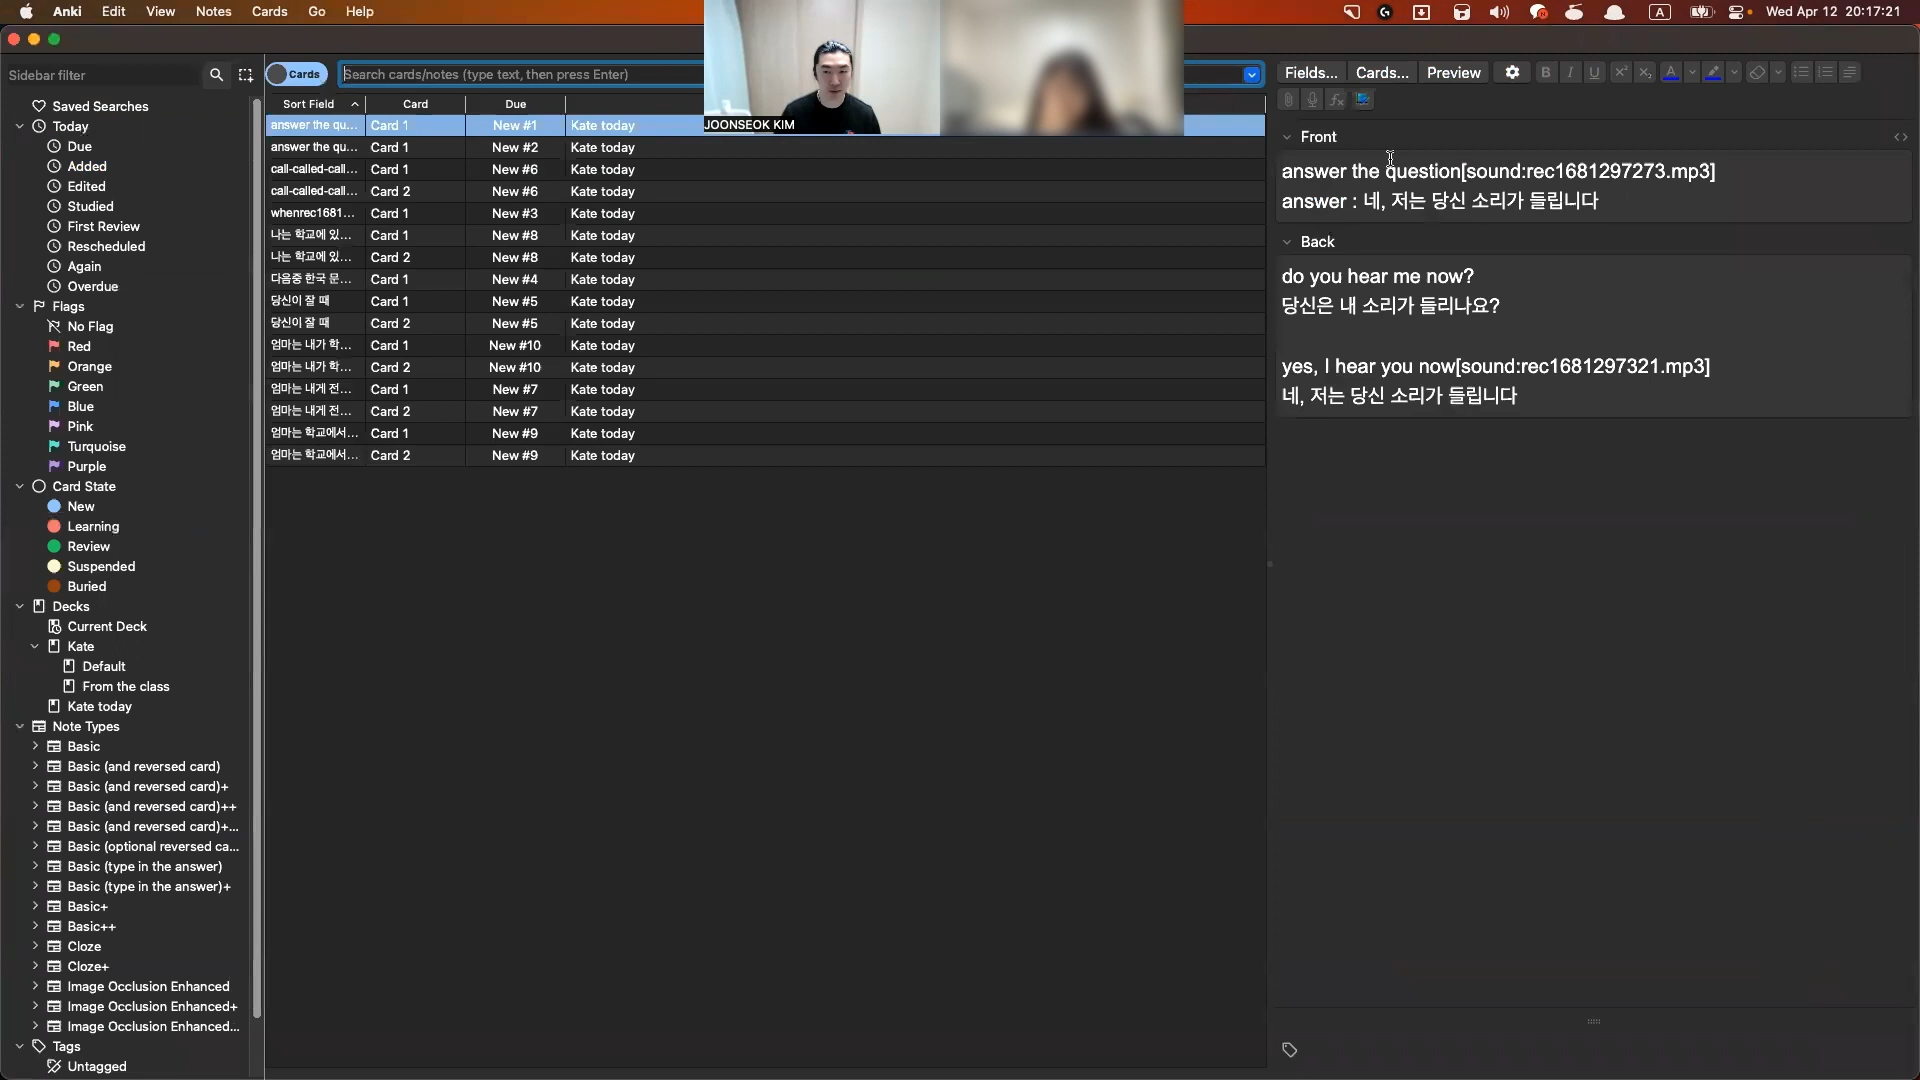 Anki Edit View Notes Cards Go Help
A Wed Apr 12 20:17:21
Sidebar filter
Cards
Search cards/notes (type text, then press Enter)
JOONSEOK KIM
Fields... Cards... Preview
Saved Searches
Today
Due
Added
Edited
Studied
First Review
Rescheduled
Again
Overdue
Flags
No Flag
Red
Orange
Green
Blue
Pink
Turquoise
Purple
Card State
New
Learning
Review
Suspended
Buried
Decks
Current Deck
Kate
Default
From the class
Kate today
Note Types
Basic
Basic (and reversed card)
Basic (and reversed card)+
Basic (and reversed card)++
Basic (and reversed card)+...
Basic (optional reversed ca...
Basic (type in the answer)
Basic (type in the answer)+
Basic+
Basic++
Cloze
Cloze+
Image Occlusion Enhanced
Image Occlusion Enhanced+
Image Occlusion Enhanced...
Tags
Untagged
Sort Field Card Due
answer the qu... Card 1 New #1 Kate today
answer the qu... Card 1 New #2 Kate today
call-called-call... Card 1 New #6 Kate today
call-called-call... Card 2 New #6 Kate today
whenrec1681... Card 1 New #3 Kate today
나는 학교에 있... Card 1 New #8 Kate today
나는 학교에 있... Card 2 New #8 Kate today
다음중 한국 문... Card 1 New #4 Kate today
당신이 잘 때 Card 1 New #5 Kate today
당신이 잘 때 Card 2 New #5 Kate today
엄마는 내가 학... Card 1 New #10 Kate today
엄마는 내가 학... Card 2 New #10 Kate today
엄마는 내게 전... Card 1 New #7 Kate today
엄마는 내게 전... Card 2 New #7 Kate today
엄마는 학교에서... Card 1 New #9 Kate today
엄마는 학교에서... Card 2 New #9 Kate today
Front
answer the question[sound:rec1681297273.mp3]
answer : 네, 저는 당신 소리가 들립니다
Back
do you hear me now?
당신은 내 소리가 들리나요?
yes, I hear you now[sound:rec1681297321.mp3]
네, 저는 당신 소리가 들립니다